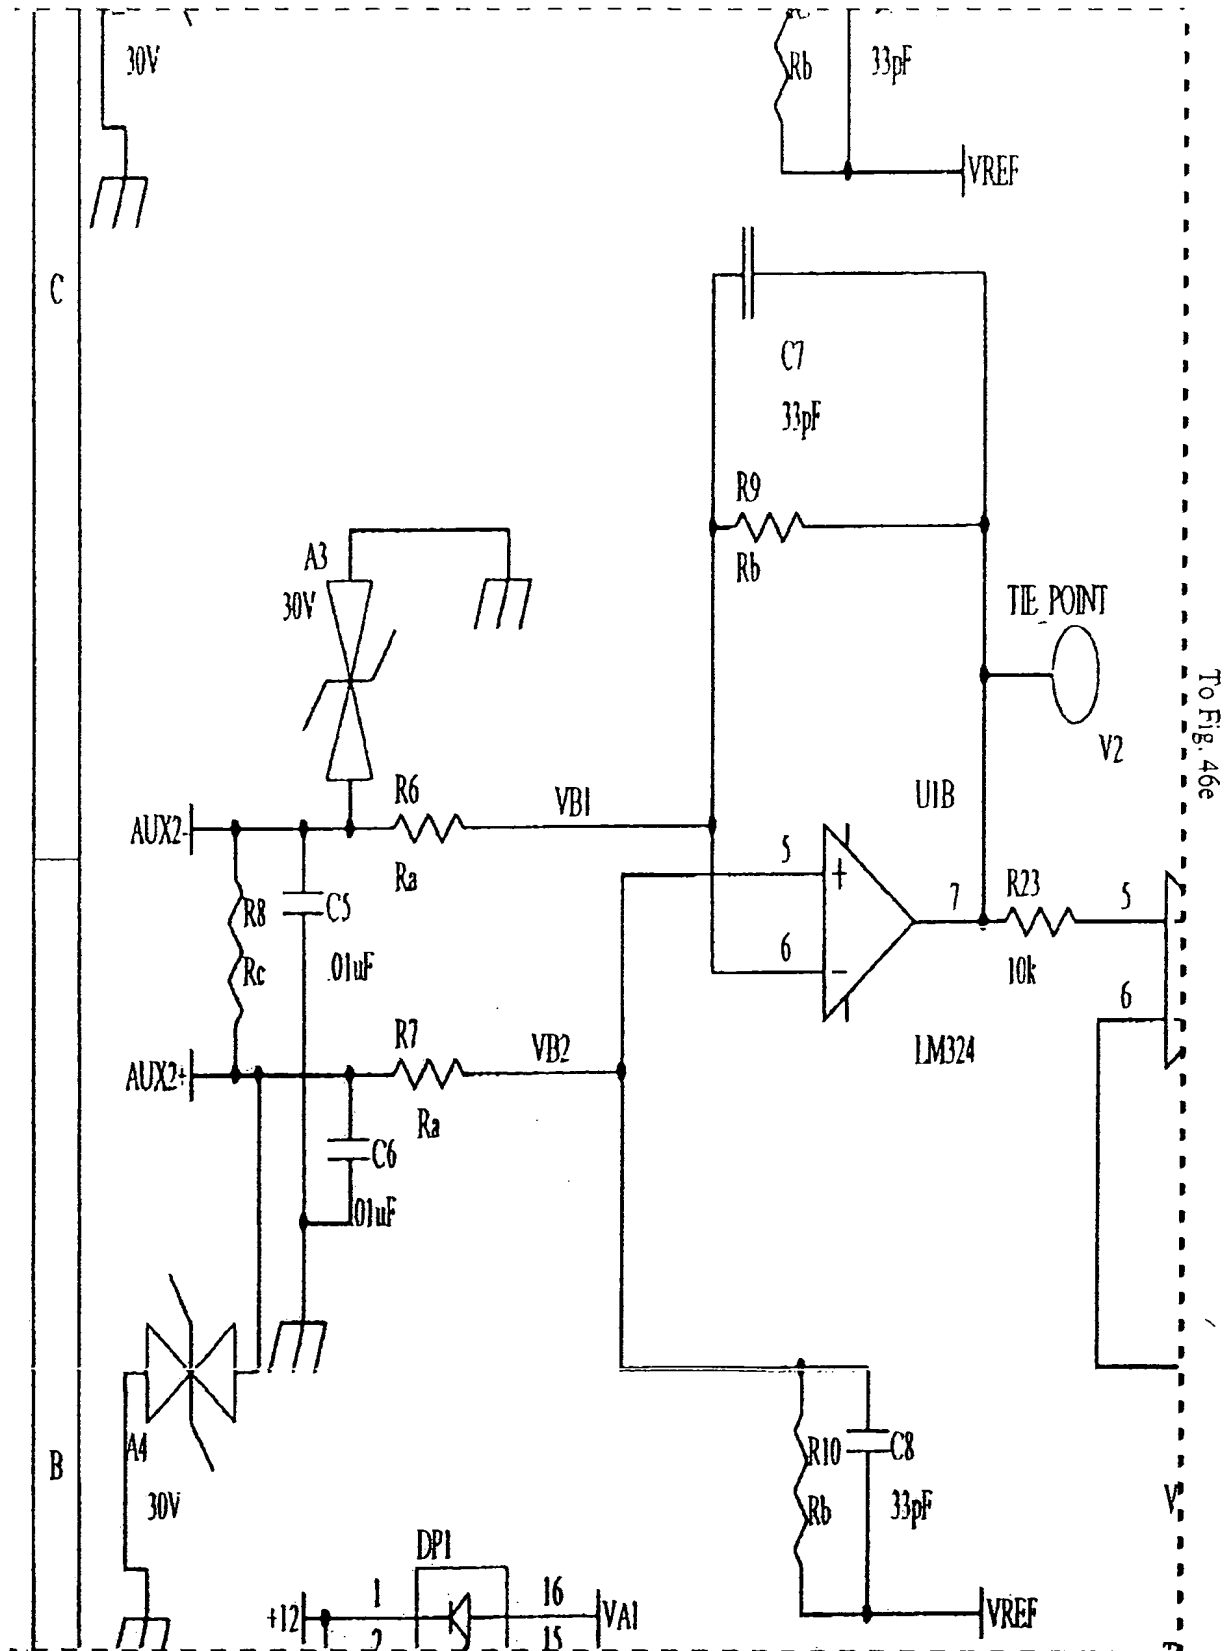 30V
Rb
33pF
VREF
C
C7
33pF
R9
Rb
A3
30V
TIE_POINT
V2
To Fig. 46e
U1B
R6
VB1
AUX2-
Ra
5
R8
C5
7
R23
5
Rc
.01uF
6
10k
6
R7
VB2
LM324
AUX2+
Ra
C6
.01uF
A4
B
30V
R10
C8
Rb
33pF
V
DP1
1
16
+12
VA1
VREF
2
15